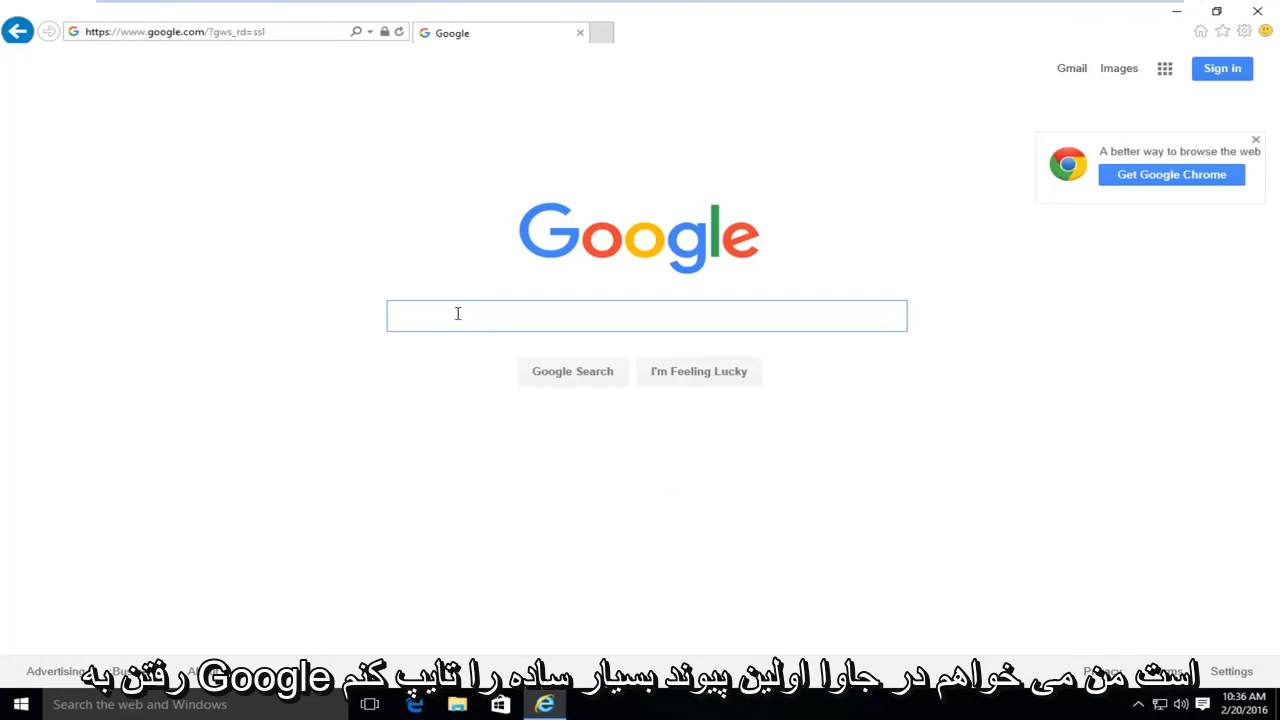 https://www.google.com/?gws_rd=ssl
Google
Gmail Images Sign in
A better way to browse the web
Get Google Chrome
Google
Google Search I'm Feeling Lucky
Advertising Settings
است من می خواهم در جاوا اولین پیوند بسیار ساده را تایپ کنم Google رفتن به
Search the web and Windows
10:36 AM
2/20/2016